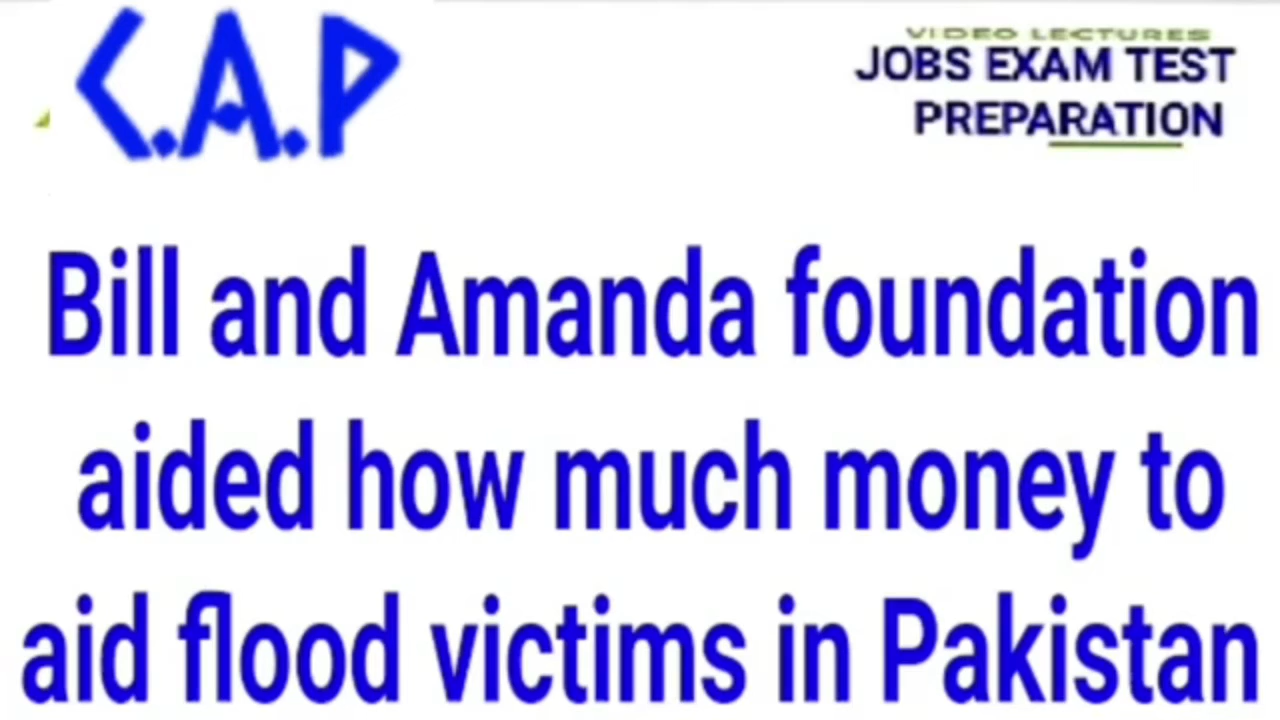 C.A.P
VIDEO LECTURES
JOBS EXAM TEST
PREPARATION
Bill and Amanda foundation
aided how much money to
aid flood victims in Pakistan